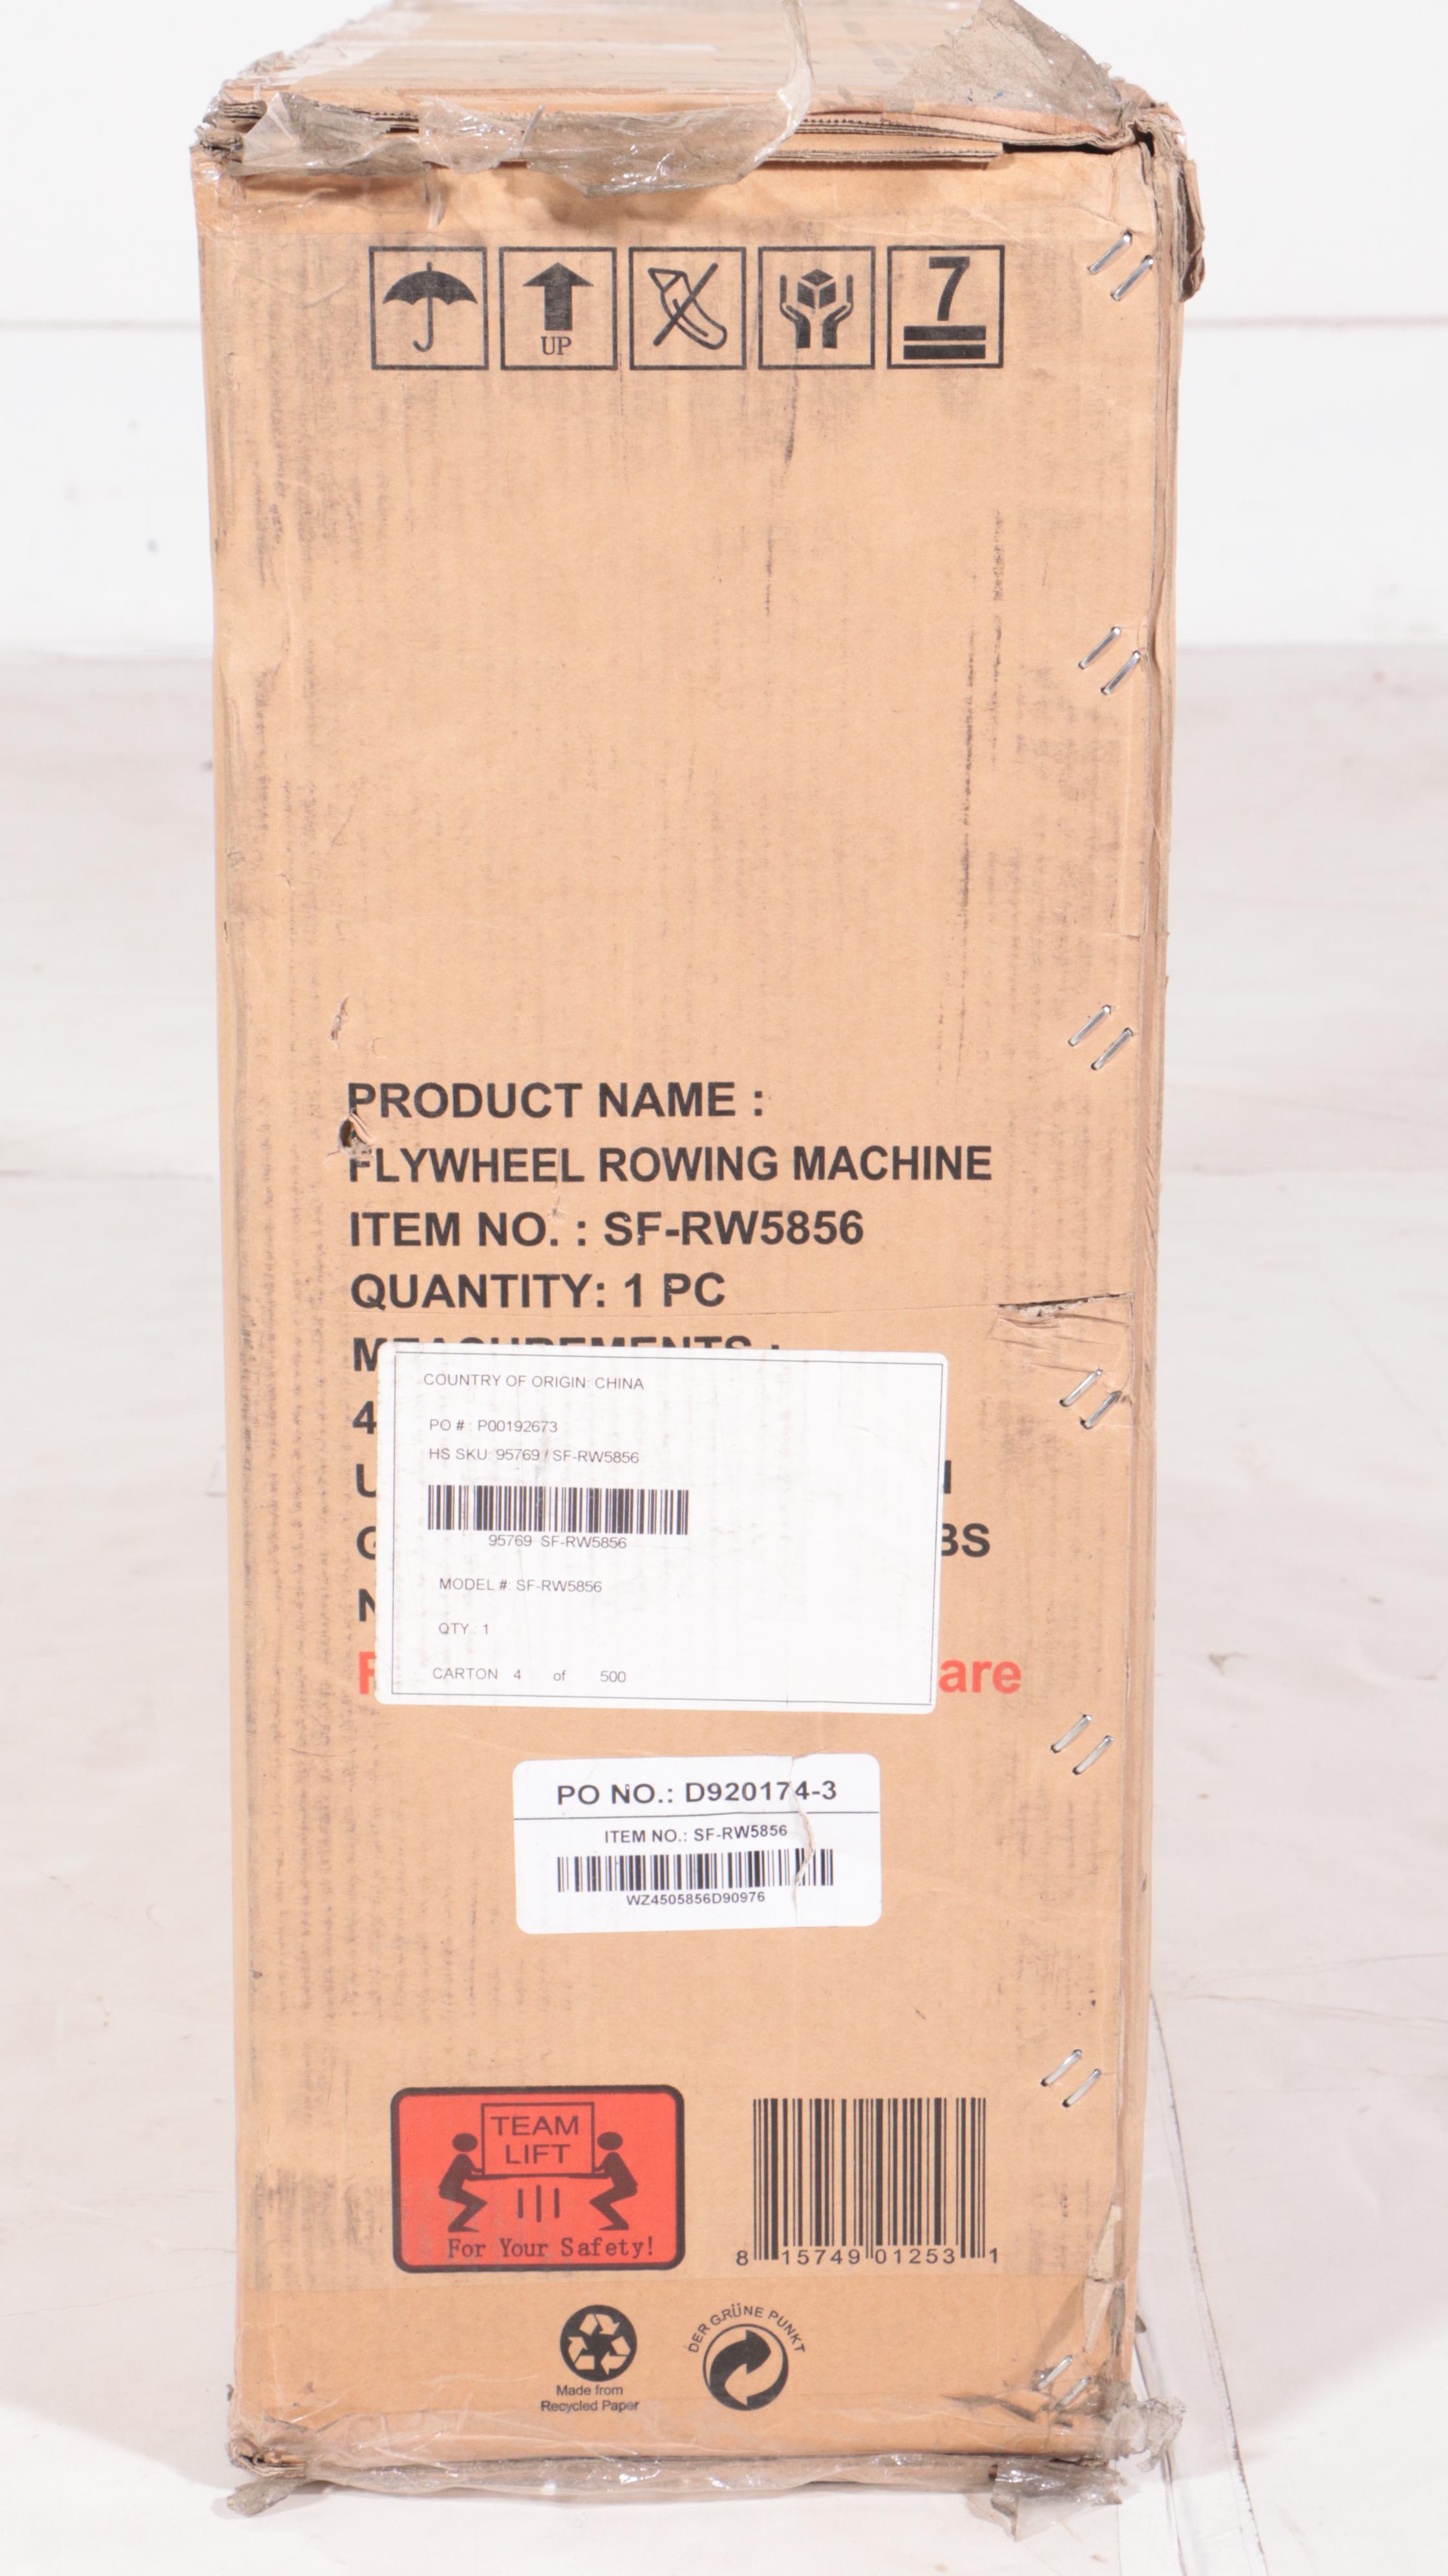 UP
7
PRODUCT NAME :
FLYWHEEL ROWING MACHINE
ITEM NO. : SF-RW5856
QUANTITY: 1 PC
MEASUREMENTS :
4
COUNTRY OF ORIGIN: CHINA
PO # : P00192673
HS SKU: 95769 / SF-RW5856
95769 SF-RW5856
MODEL # SF-RW5856
QTY : 1
CARTON 4 of 500
are
PO NO.: D920174-3
ITEM NO.: SF-RW5856
WZ4505856D90976
TEAM
LIFT
For Your Safety!
8 15749 01253 1
DER GRÜNE PUNKT
Made from
Recycled Paper